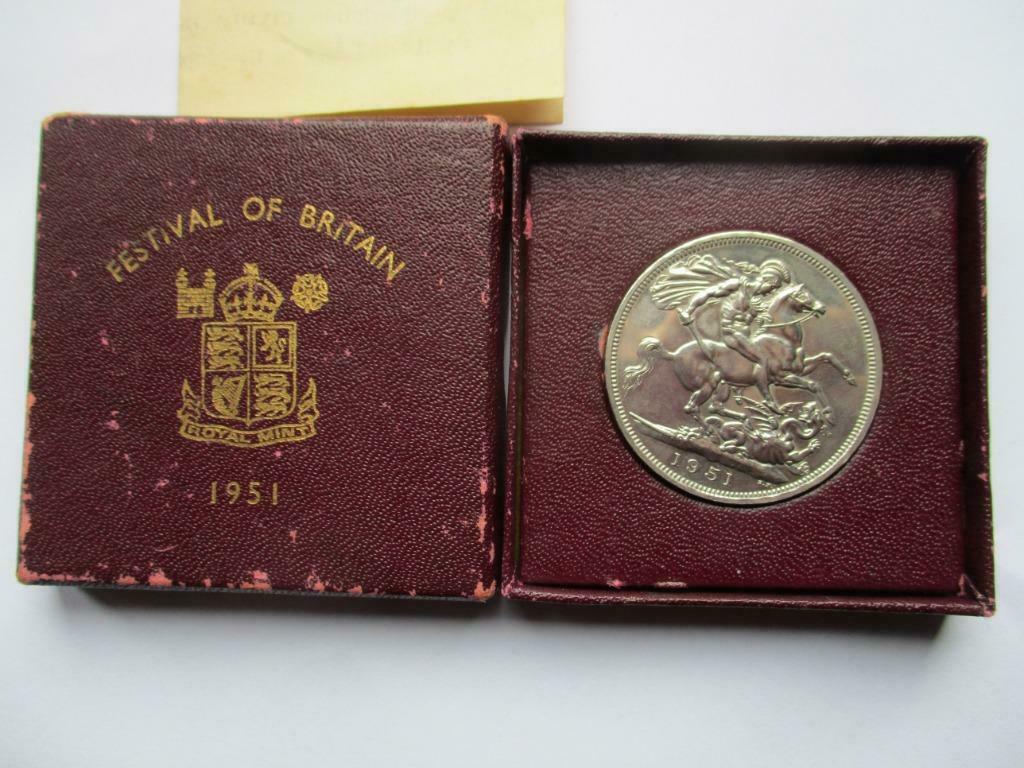 FESTIVAL OF BRITAIN
ROYAL MINT
1951
1951